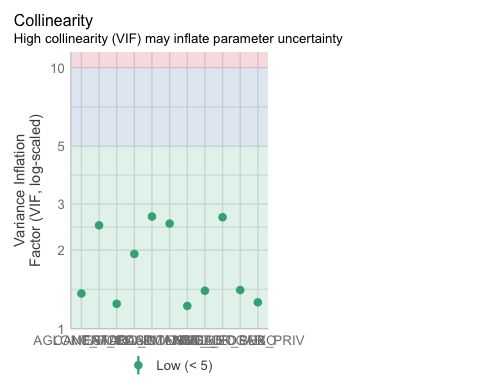 Collinearity
High collinearity (VIF) may inflate parameter uncertainty
10
5
3
2
1
Variance Inflation
Factor (VIF, log-scaled)
Low (< 5)